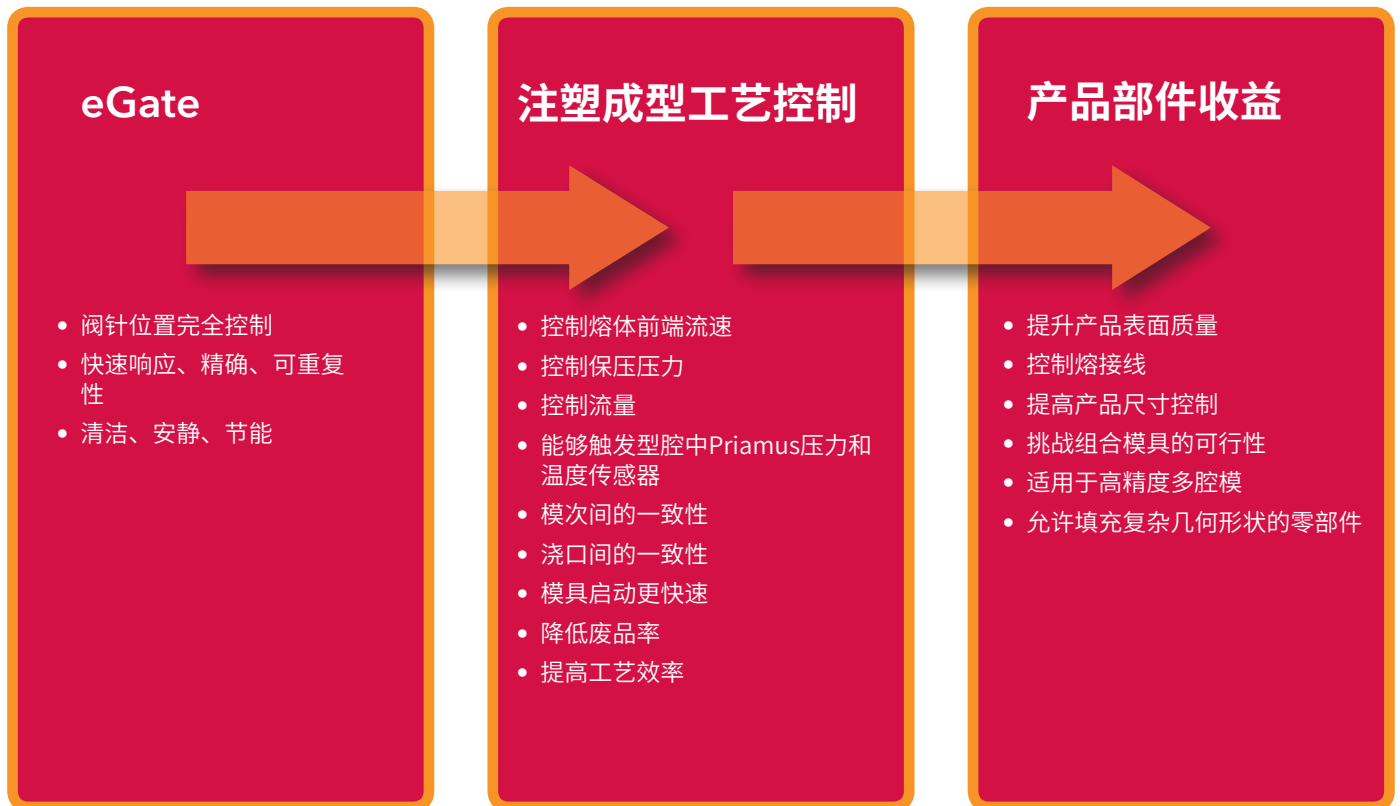 eGate
• 阀针位置完全控制
• 快速响应、精确、可重复
性
• 清洁、安静、节能
注塑成型工艺控制
• 控制熔体前端流速
• 控制保压压力
• 控制流量
• 能够触发型腔中Priamus压力和
温度传感器
• 模次间的一致性
• 浇口间的一致性
• 模具启动更快速
• 降低废品率
• 提高工艺效率
产品部件收益
• 提升产品表面质量
• 控制熔接线
• 提高产品尺寸控制
• 挑战组合模具的可行性
• 适用于高精度多腔模
• 允许填充复杂几何形状的零部件